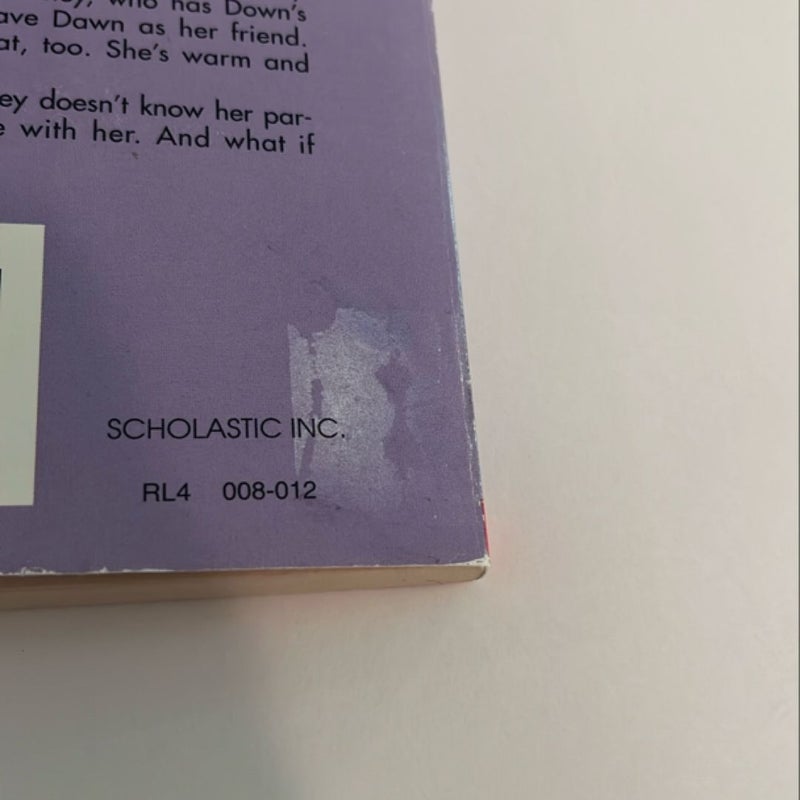 who has Down's
ave Dawn as her friend.
at, too. She's warm and
ey doesn't know her par-
e with her. And what if
SCHOLASTIC INC.
RL4 008-012